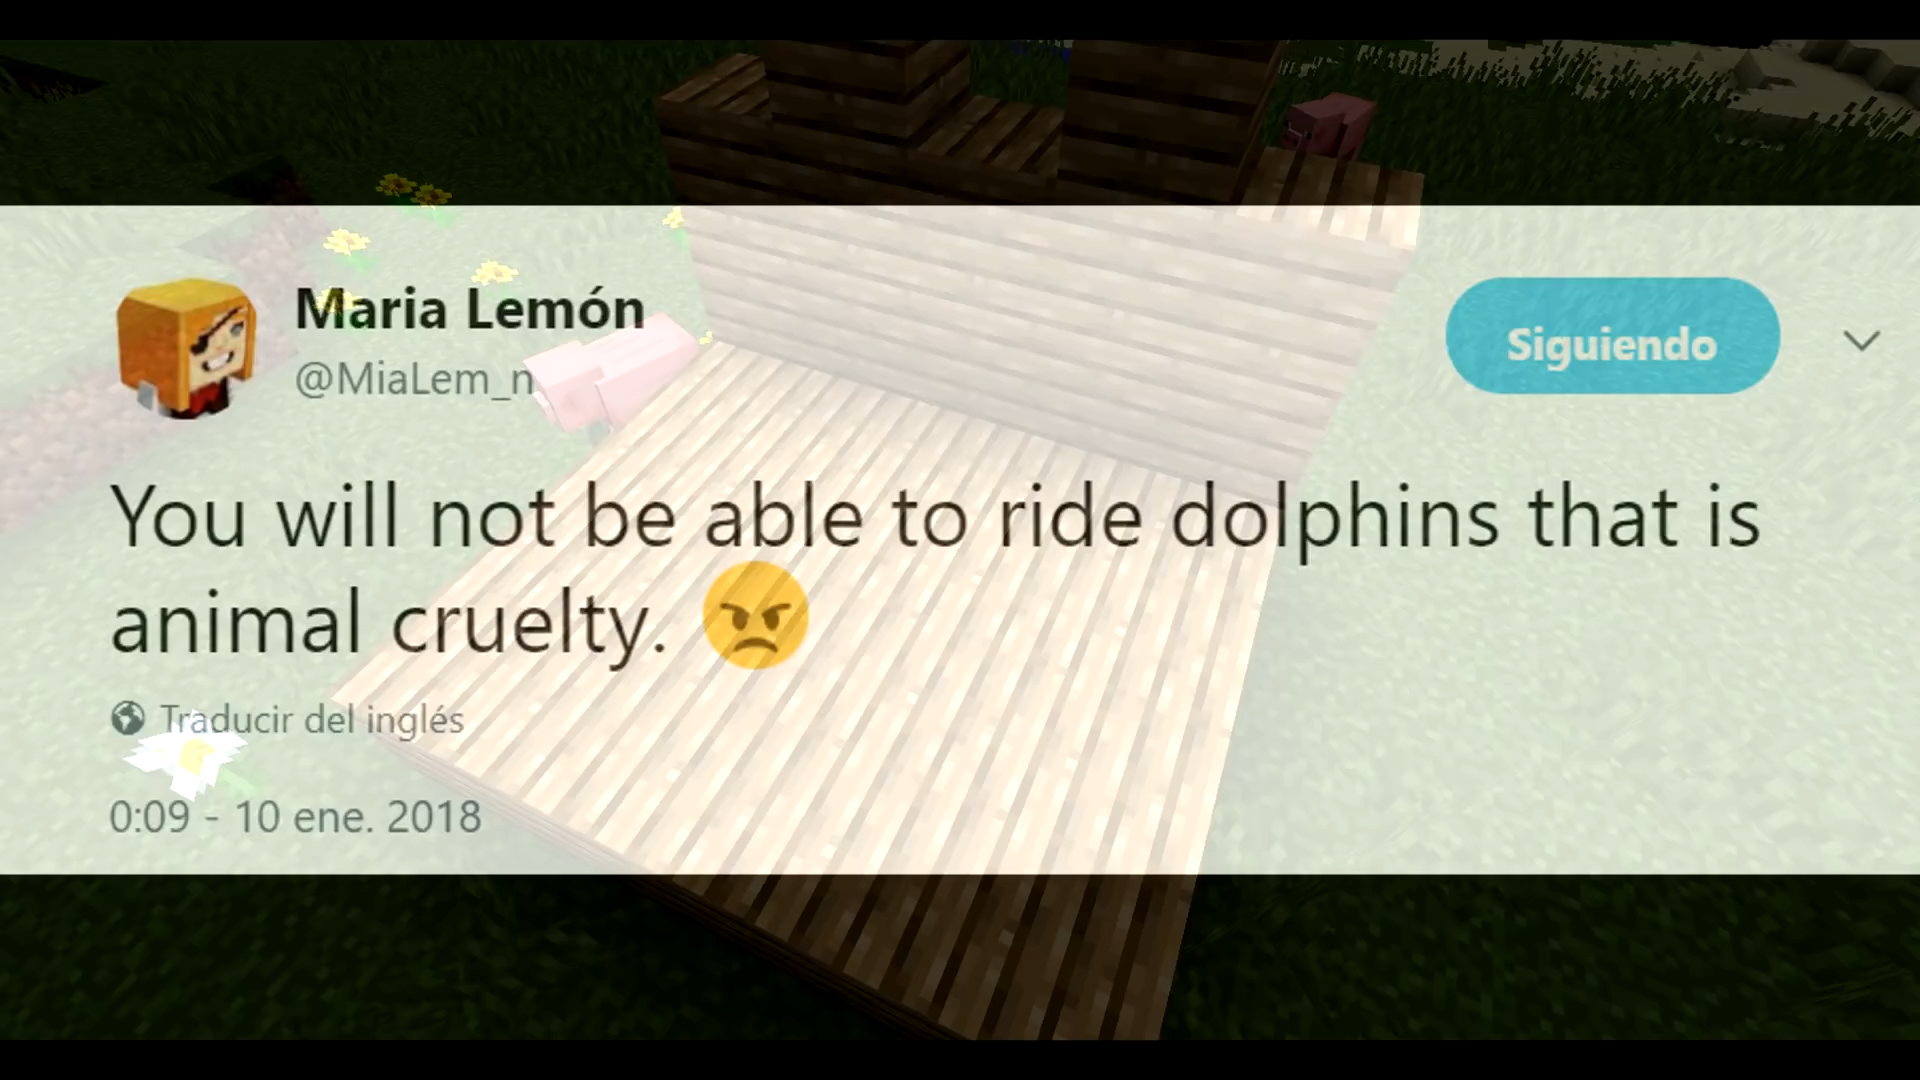 Maria Lemón
@MiaLem_n
Siguiendo
You will not be able to ride dolphins that is
animal cruelty. 😠
Traducir del inglés
0:09 - 10 ene. 2018